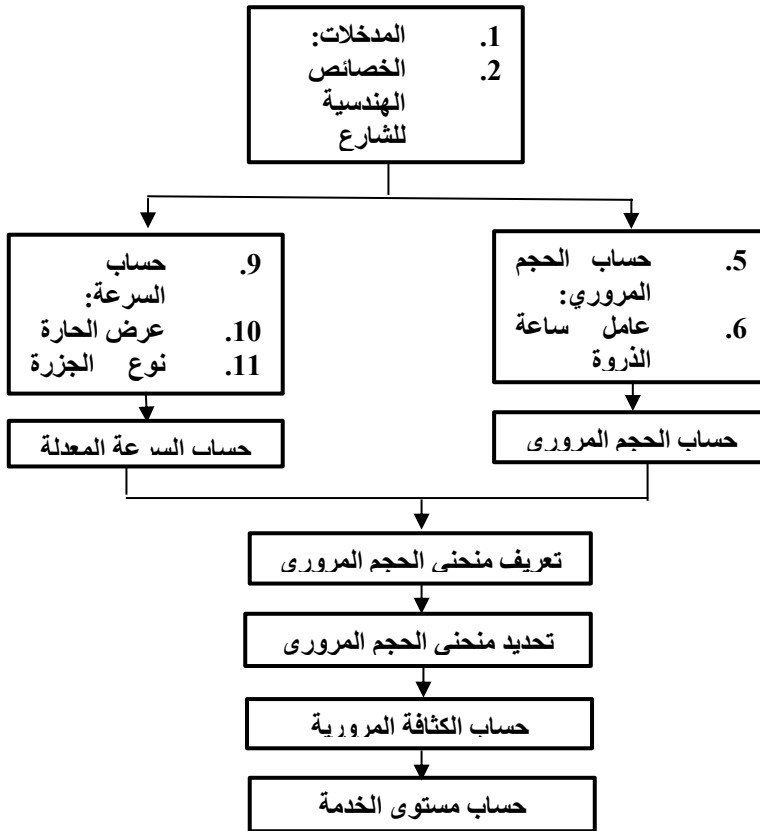 1. المدخلات:
2. الخصائص
الهندسية
للشارع
5. حساب الحجم
المروري:
6. عامل ساعة
الذروة
9. حساب
السرعة:
10. عرض الحارة
11. نوع الجزرة
حساب الحجم المروري
حساب السرعة المعدلة
تعريف منحنى الحجم المروري
تحديد منحنى الحجم المروري
حساب الكثافة المرورية
حساب مستوى الخدمة